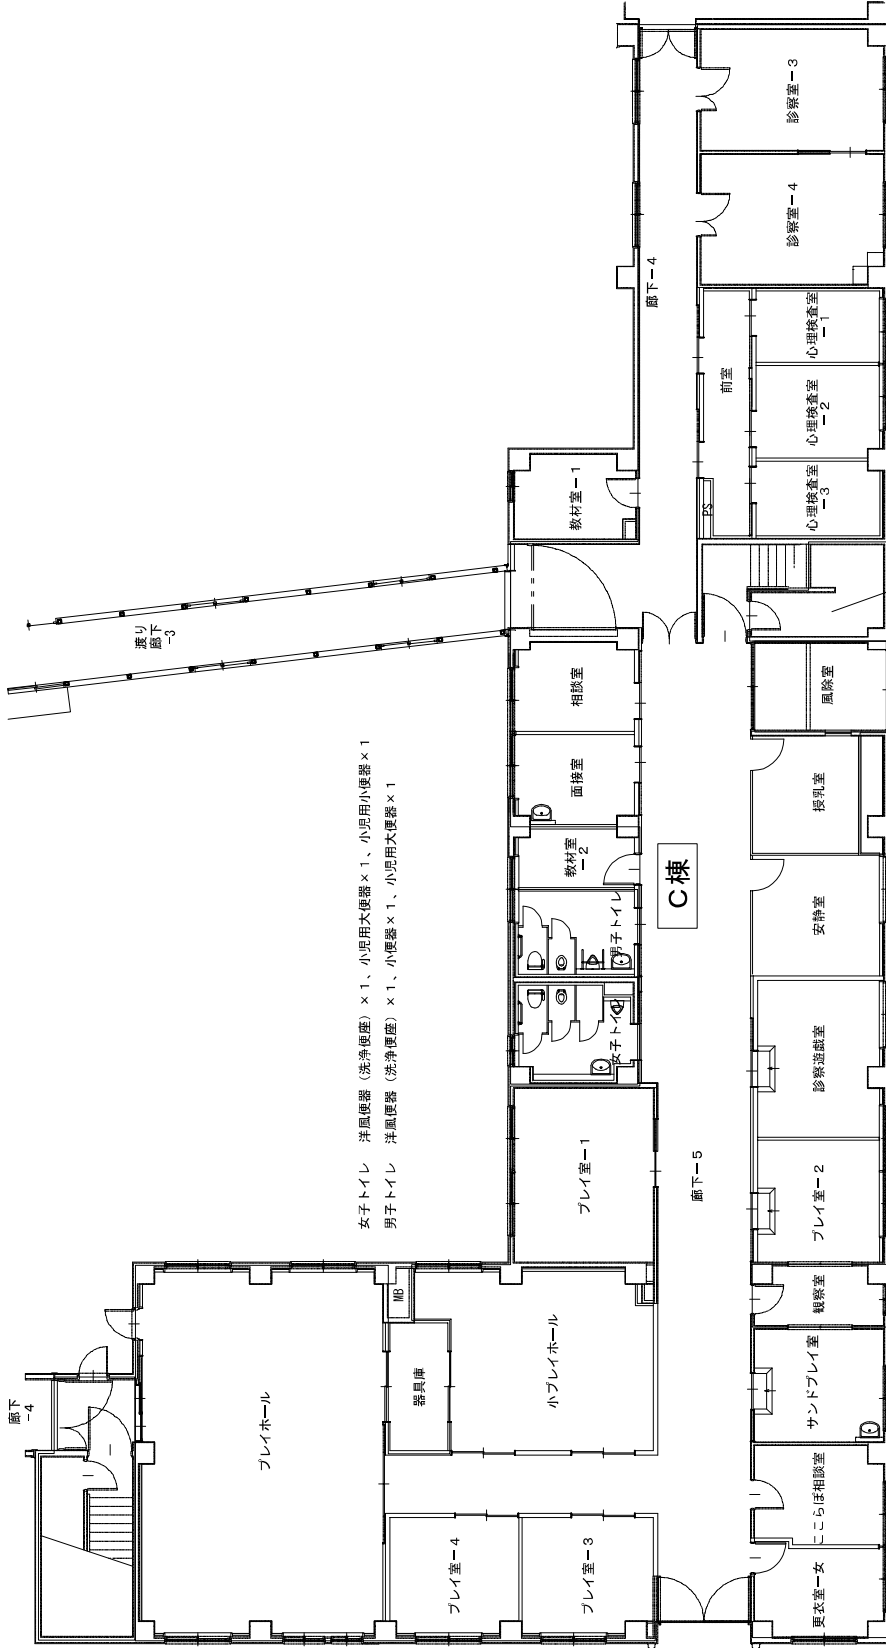 診察室－3
診察室－4
廊下－4
心理検査室
－1
前室
心理検査室
－2
心理検査室
－3
PS
教材室－1
渡り
廊下
-3
相談室
風除室
面接室
授乳室
教材室
－2
C棟
男子トイレ
安静室
女子トイレ
診察遊戯室
女子トイレ　洋風便器（洗浄便座）×１、小児用大便器×１、小児用小便器×１
男子トイレ　洋風便器（洗浄便座）×１、小便器×１、小児用大便器×１
プレイ室－1
廊下－5
プレイ室－2
観察室
MB
小プレイホール
器具庫
サンドプレイ室
プレイホール
廊下
-4
ここらぼ相談室
プレイ室－4
プレイ室－3
更衣室－女